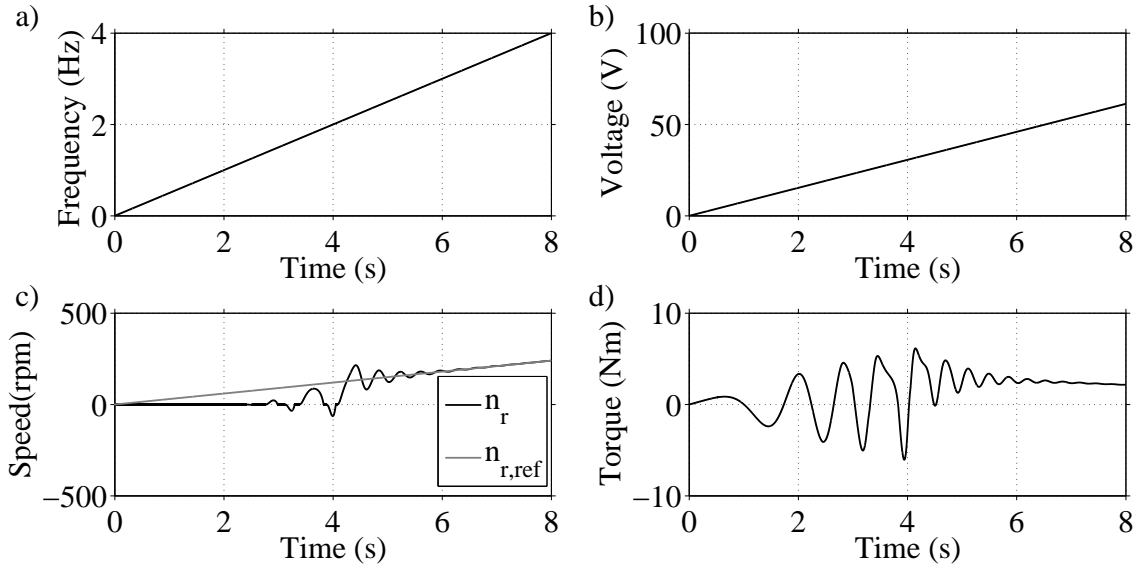 a)
Frequency (Hz)
4
2
0
0 2 4 6 8
Time (s)
b)
Voltage (V)
100
50
0
0 2 4 6 8
Time (s)
c)
Speed(rpm)
500
0
−500
0 2 4 6 8
Time (s)
n_r
n_r,ref
d)
Torque (Nm)
10
0
−10
0 2 4 6 8
Time (s)